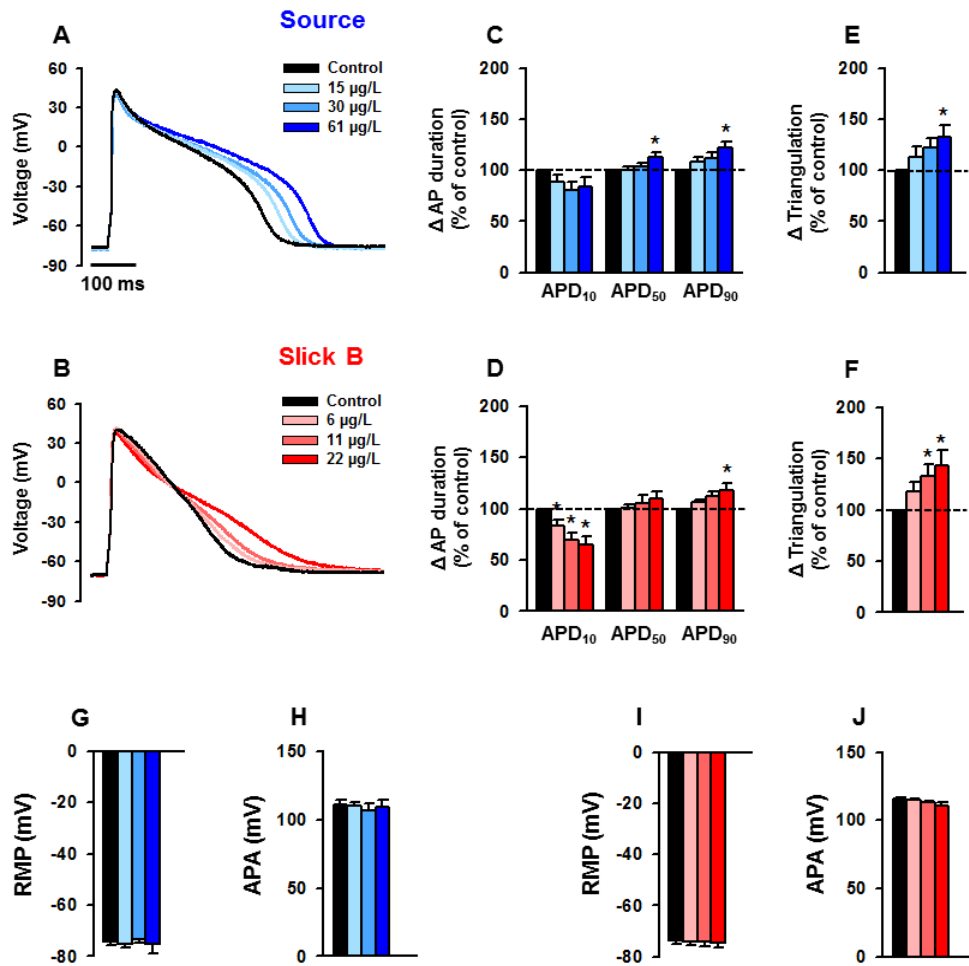 Source
A
Control
15 µg/L
30 µg/L
61 µg/L
Voltage (mV)
60
30
0
-30
-60
-90
100 ms
C
Δ AP duration
(% of control)
200
150
100
50
0
*
*
APD10 APD50 APD90
E
Δ Triangulation
(% of control)
200
150
100
50
0
*
Slick B
B
Control
6 µg/L
11 µg/L
22 µg/L
Voltage (mV)
60
30
0
-30
-60
-90
D
Δ AP duration
(% of control)
200
150
100
50
0
* * *
*
APD10 APD50 APD90
F
Δ Triangulation
(% of control)
200
150
100
50
0
* *
G
RMP (mV)
0
-20
-40
-60
-80
H
APA (mV)
150
100
50
0
I
RMP (mV)
0
-20
-40
-60
-80
J
APA (mV)
150
100
50
0